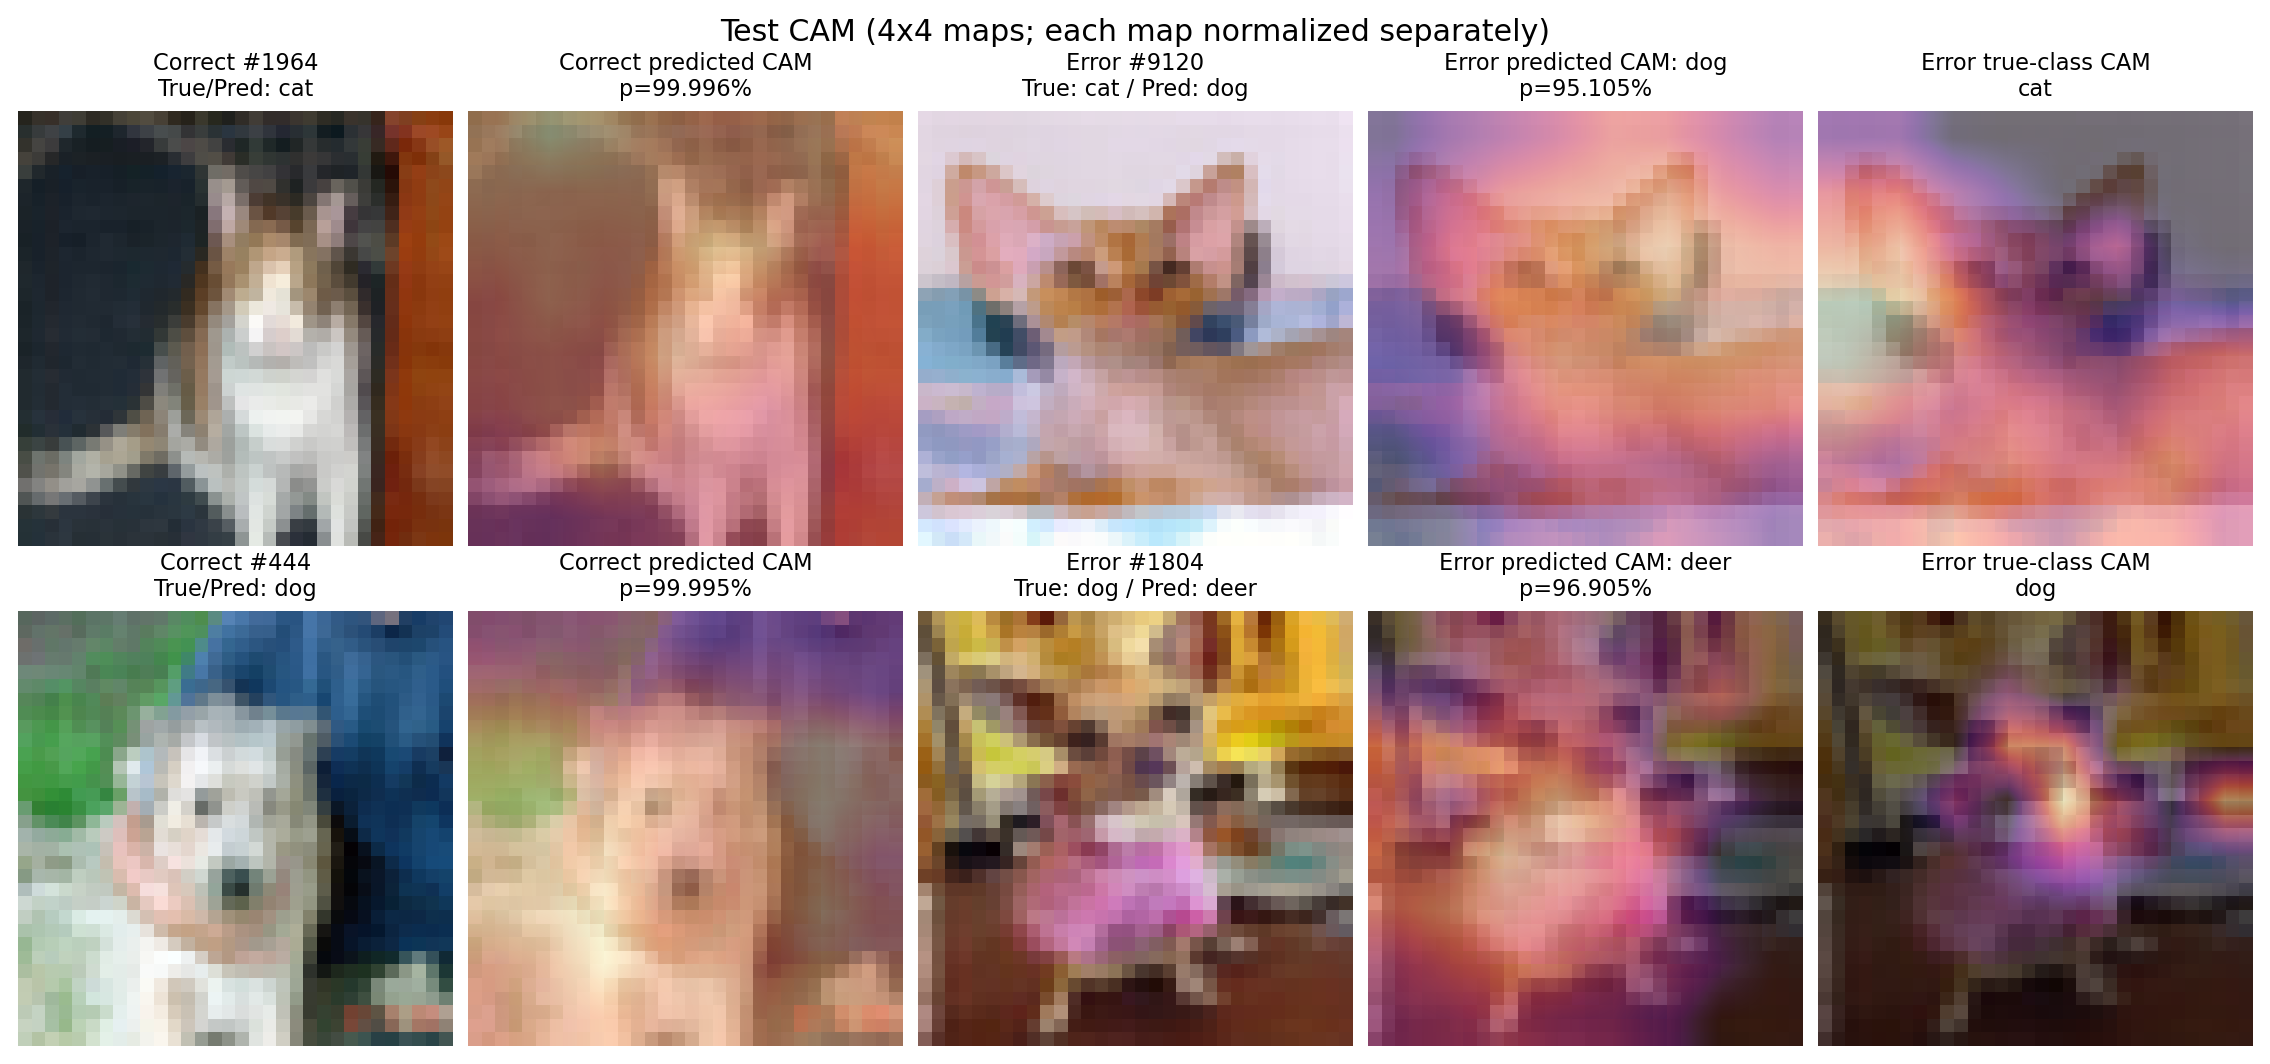 Test CAM (4x4 maps; each map normalized separately)
Correct #1964
True/Pred: cat
Correct predicted CAM
p=99.996%
Error #9120
True: cat / Pred: dog
Error predicted CAM: dog
p=95.105%
Error true-class CAM
cat
Correct #444
True/Pred: dog
Correct predicted CAM
p=99.995%
Error #1804
True: dog / Pred: deer
Error predicted CAM: deer
p=96.905%
Error true-class CAM
dog